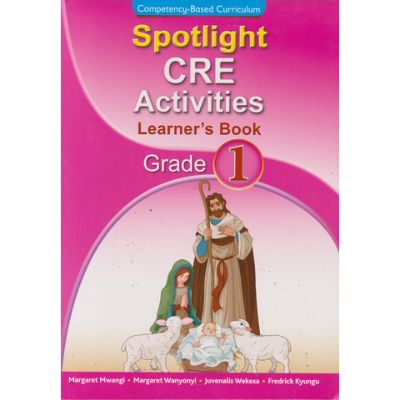 Competency-Based Curriculum
Spotlight
CRE
Activities
Learner's Book
Grade 1
Margaret Mwangi • Margaret Wanyonyi • Juvenalis Wekesa • Fredrick Kyungu